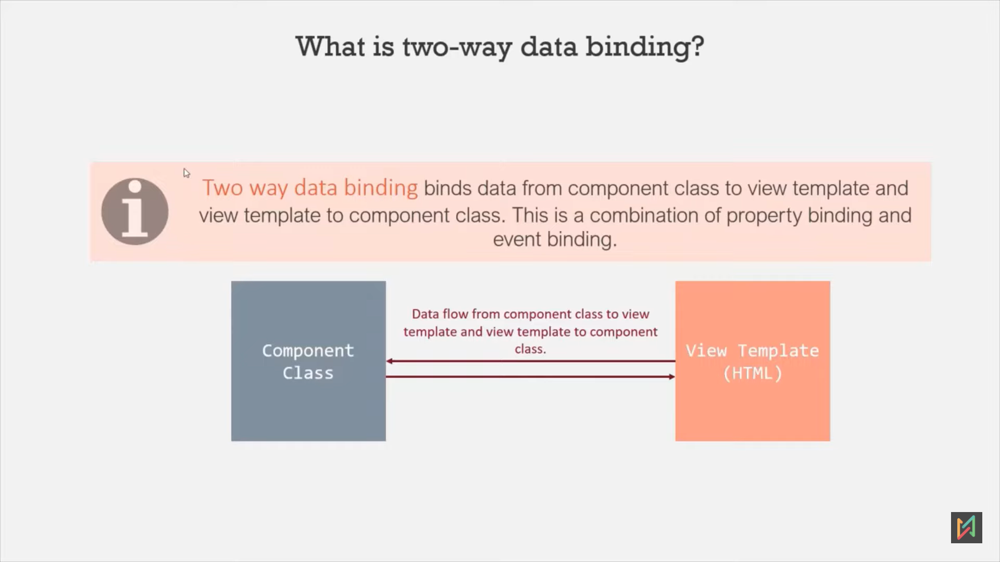 What is two-way data binding?
Two way data binding binds data from component class to view template and
view template to component class. This is a combination of property binding and
event binding.
Data flow from component class to view
template and view template to component
class.
Component
Class
View Template
(HTML)